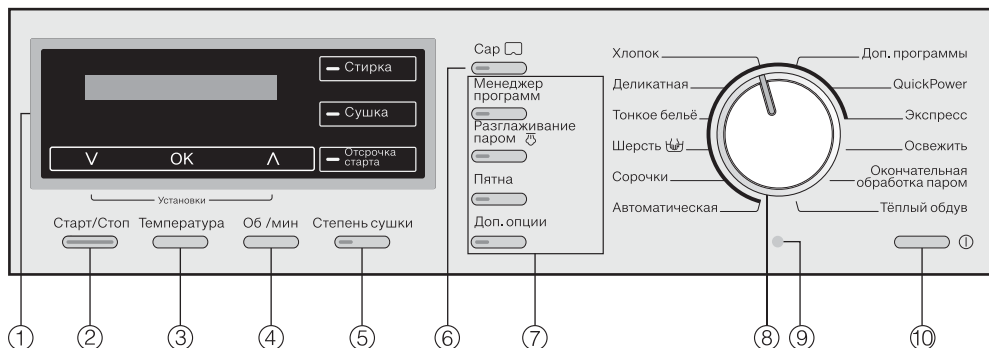 Стирка
Сушка
Отсрочка
старта
V OK Λ
Установки
Старт/Стоп Температура Об /мин Степень сушки
Cap
Менеджер
программ
Разглаживание
паром
Пятна
Доп. опции
Хлопок
Деликатная
Тонкое бельё
Шерсть
Сорочки
Автоматическая
Доп. программы
QuickPower
Экспресс
Освежить
Окончательная
обработка паром
Тёплый обдув
① ② ③ ④ ⑤ ⑥ ⑦ ⑧ ⑨ ⑩